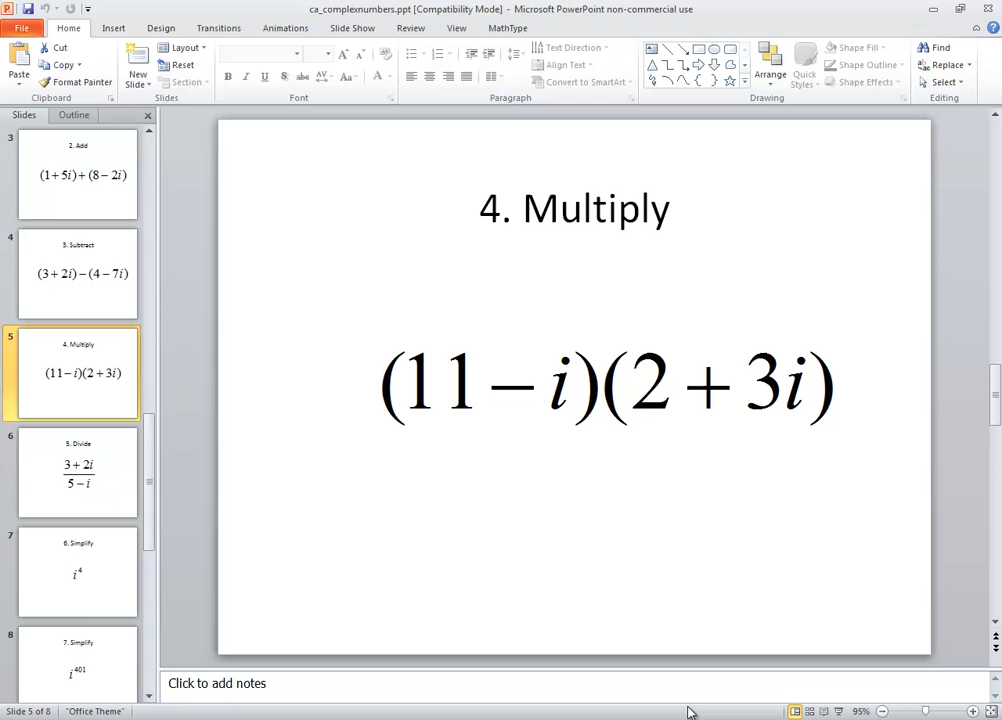 ca_complexnumbers.ppt [Compatibility Mode] - Microsoft PowerPoint non-commercial use
File Home Insert Design Transitions Animations Slide Show Review View MathType
Paste
Cut
Copy
Format Painter
Clipboard
New Slide
Layout
Reset
Section
Slides
B I U S abc AV Aa A
A A
Font
Text Direction
Align Text
Convert to SmartArt
Paragraph
Arrange
Quick Styles
Shape Fill
Shape Outline
Shape Effects
Drawing
Find
Replace
Select
Editing
Slides Outline
3
2. Add
(1+5i)+(8−2i)
4
3. Subtract
(3+2i)−(4−7i)
5
4. Multiply
(11−i)(2+3i)
6
5. Divide
3+2i
5−i
7
6. Simplify
i⁴
8
7. Simplify
i⁴⁰¹
4. Multiply
(11−i)(2+3i)
Click to add notes
Slide 5 of 8 "Office Theme" 95%